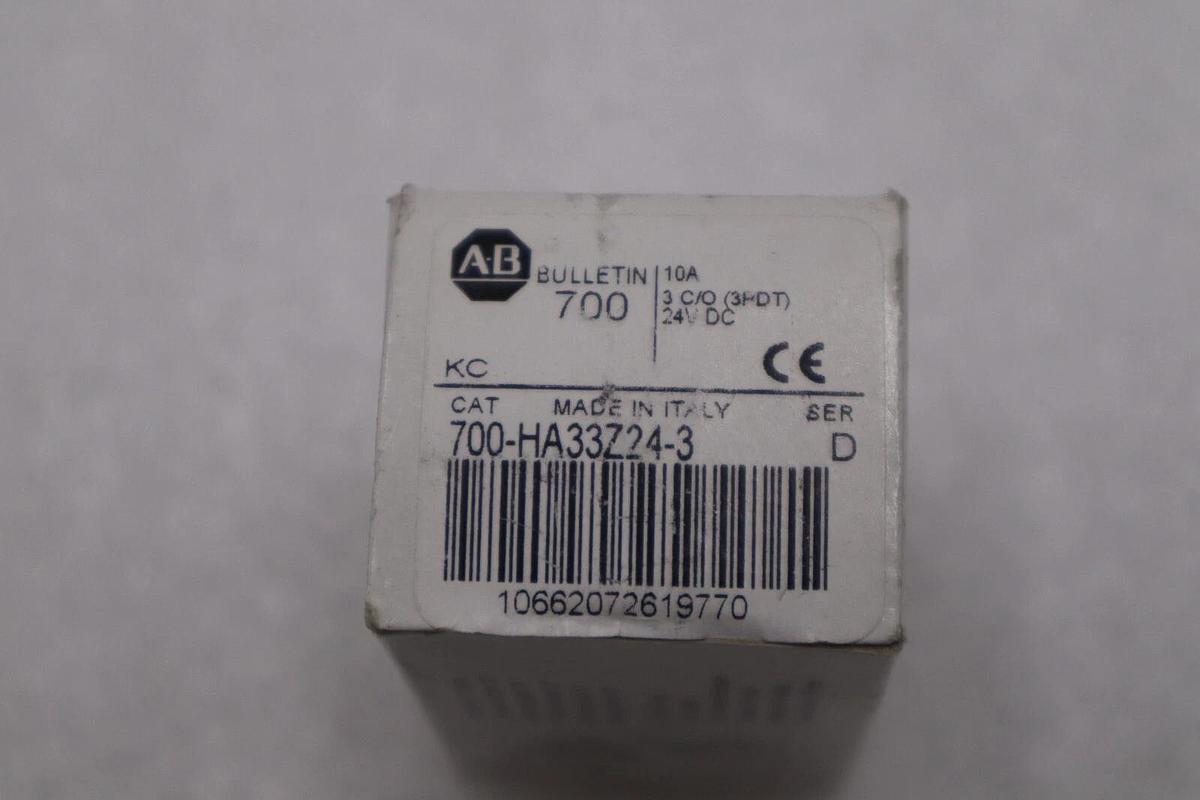 A-B
BULLETIN
700
10A
3 C/O (3PDT)
24V DC
KC
CE
CAT MADE IN ITALY SER
700-HA33Z24-3 D
10662072619770